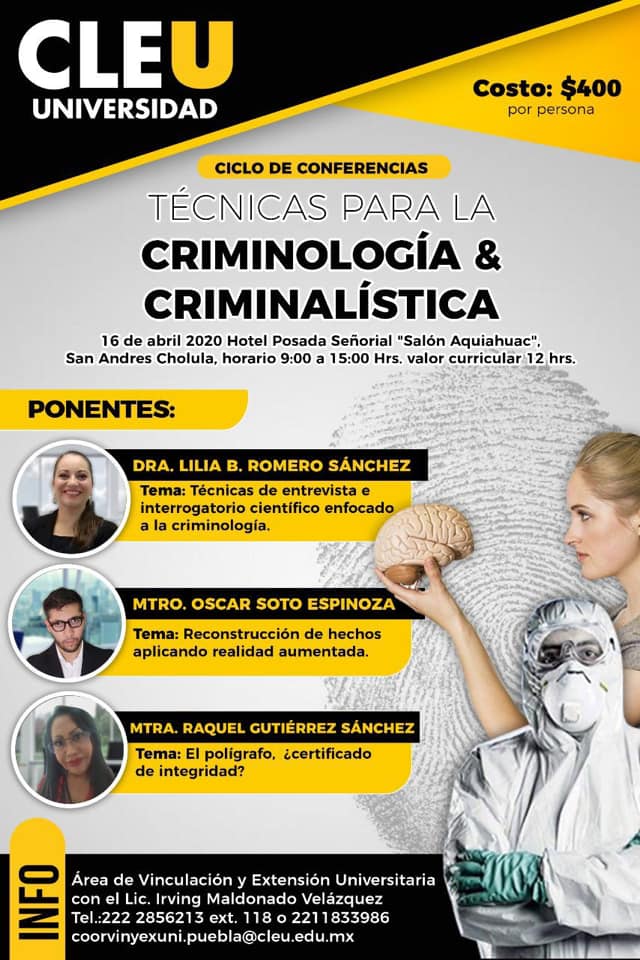 CLEU
UNIVERSIDAD
Costo: $400
por persona
CICLO DE CONFERENCIAS
TÉCNICAS PARA LA
CRIMINOLOGÍA &
CRIMINALÍSTICA
16 de abril 2020 Hotel Posada Señorial "Salón Aquiahuac",
San Andres Cholula, horario 9:00 a 15:00 Hrs. valor curricular 12 hrs.
PONENTES:
DRA. LILIA B. ROMERO SÁNCHEZ
Tema: Técnicas de entrevista e
interrogatorio científico enfocado
a la criminología.
MTRO. OSCAR SOTO ESPINOZA
Tema: Reconstrucción de hechos
aplicando realidad aumentada.
MTRA. RAQUEL GUTIÉRREZ SÁNCHEZ
Tema: El polígrafo, ¿certificado
de integridad?
INFO
Área de Vinculación y Extensión Universitaria
con el Lic. Irving Maldonado Velázquez
Tel.:222 2856213 ext. 118 o 2211833986
coorvinyexuni.puebla@cleu.edu.mx